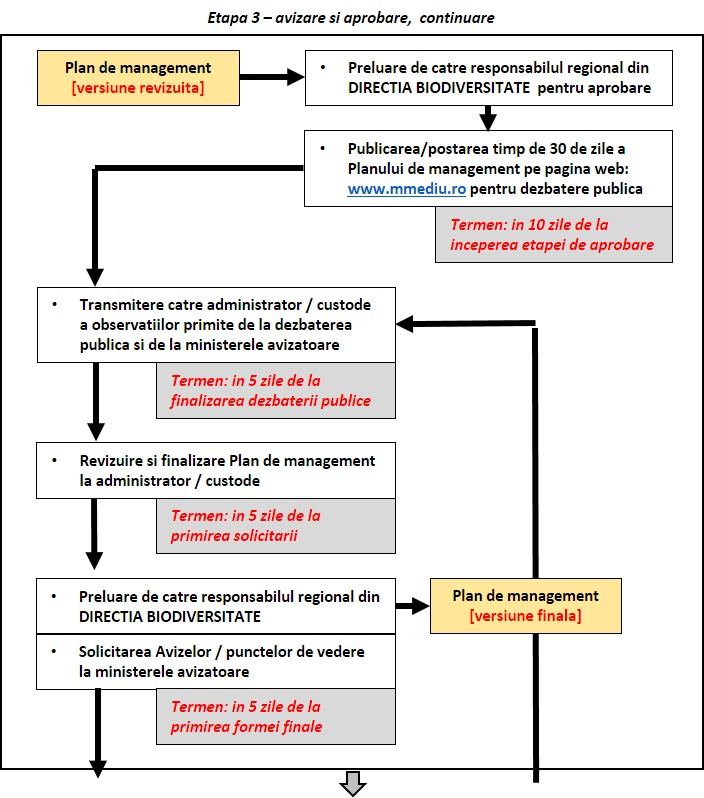 Etapa 3 – avizare si aprobare, continuare
Plan de management
[versiune revizuita]
• Preluare de catre responsabilul regional din
DIRECTIA BIODIVERSITATE pentru aprobare
• Publicarea/postarea timp de 30 de zile a
Planului de management pe pagina web:
www.mmediu.ro pentru dezbatere publica
Termen: in 10 zile de la
inceperea etapei de aprobare
• Transmitere catre administrator / custode
a observatiilor primite de la dezbaterea
publica si de la ministerele avizatoare
Termen: in 5 zile de la
finalizarea dezbaterii publice
• Revizuire si finalizare Plan de management
la administrator / custode
Termen: in 5 zile de la
primirea solicitarii
• Preluare de catre responsabilul regional din
DIRECTIA BIODIVERSITATE
Plan de management
[versiune finala]
• Solicitarea Avizelor / punctelor de vedere
la ministerele avizatoare
Termen: in 5 zile de la
primirea formei finale